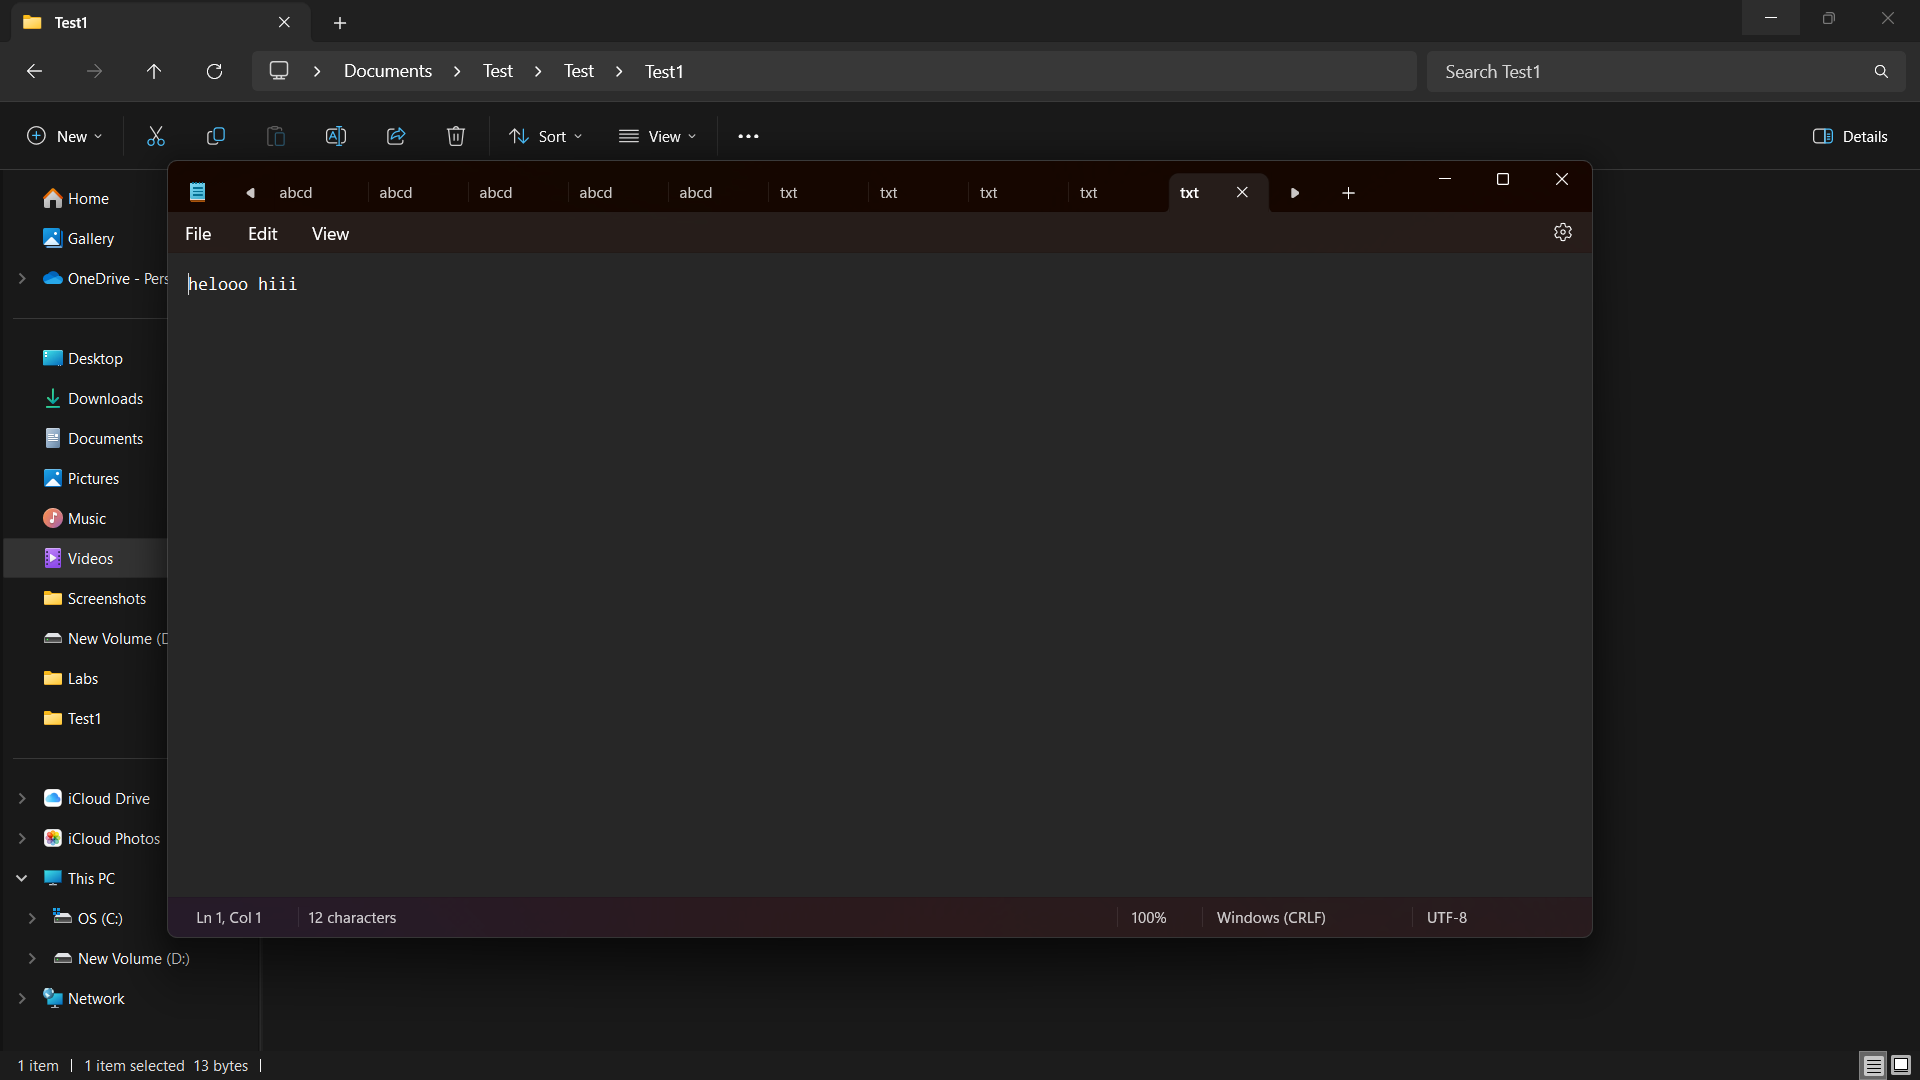 Test1
Documents Test Test Test1
Search Test1
New
Sort
View
Details
abcd abcd abcd abcd abcd txt txt txt txt txt
File Edit View
helooo hiii
Home
Gallery
OneDrive - Pers
Desktop
Downloads
Documents
Pictures
Music
Videos
Screenshots
New Volume (D
Labs
Test1
iCloud Drive
iCloud Photos
This PC
OS (C:)
New Volume (D:)
Network
Ln 1, Col 1 12 characters 100% Windows (CRLF) UTF-8
1 item 1 item selected 13 bytes